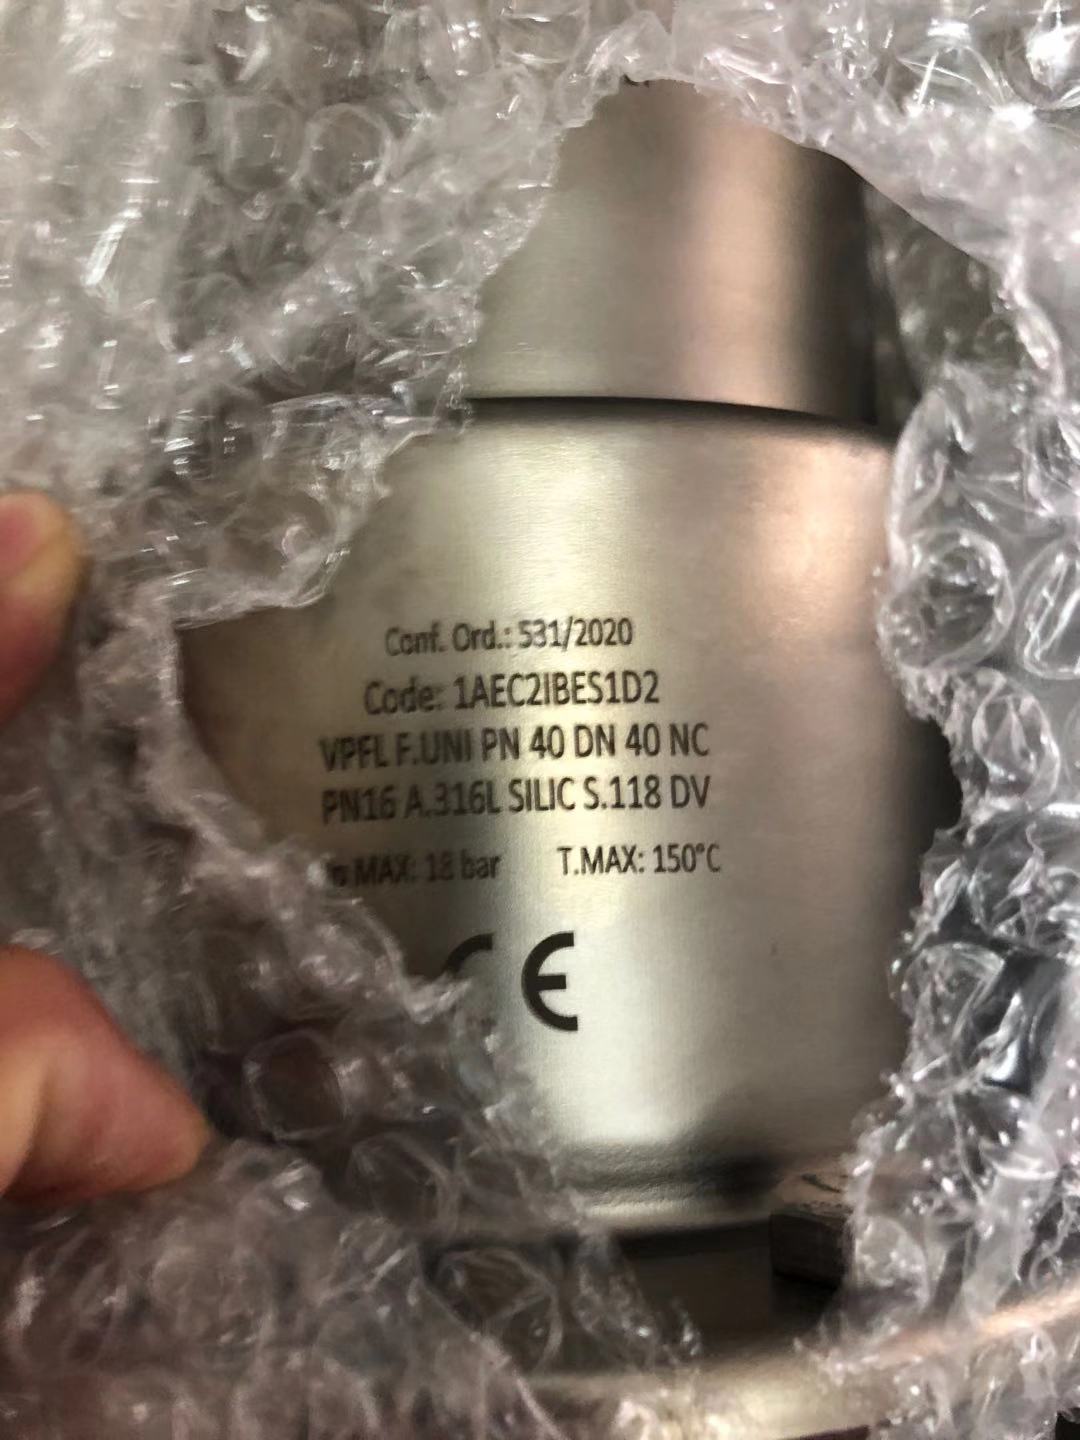 Conf. Ord.: 531/2020
Code: 1AEC2IBES1D2
VPFL F.UNI PN 40 DN 40 NC
PN16 A.316L SILIC S.118 DV
MAX: 18 bar T.MAX: 150°C
CE